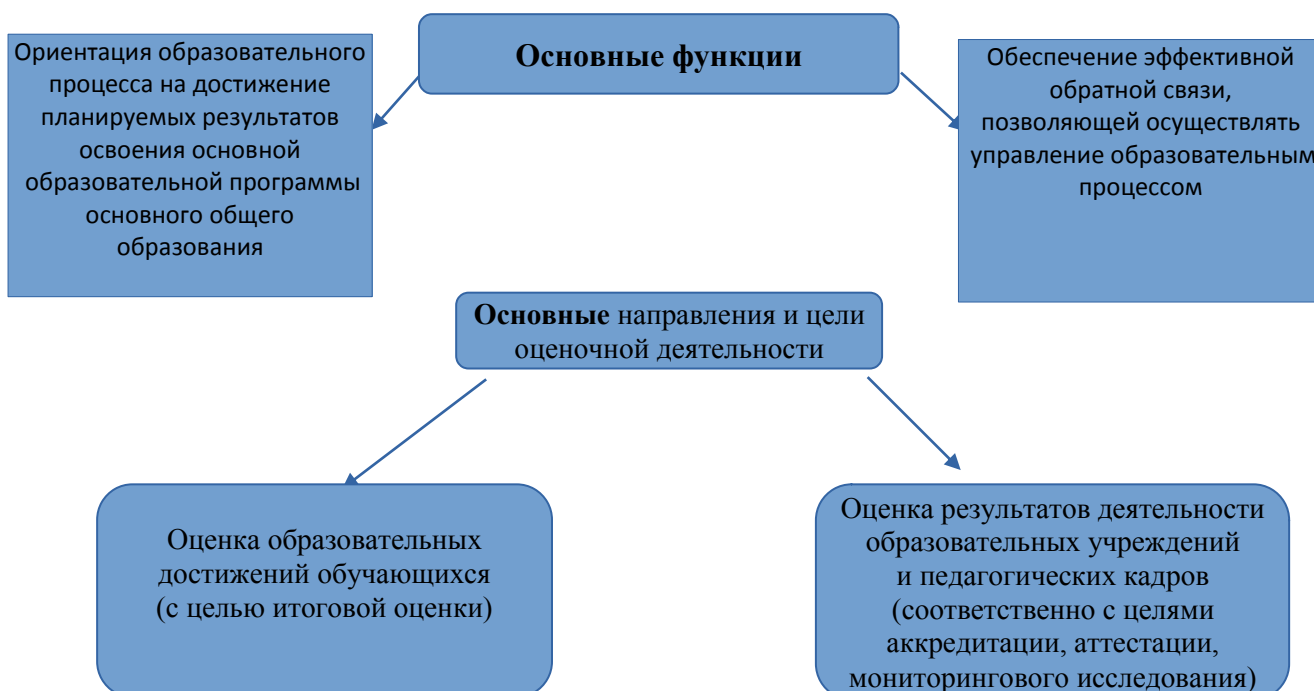 Основные функции
Ориентация образовательного
процесса на достижение
планируемых результатов
освоения основной
образовательной программы
основного общего
образования
Обеспечение эффективной
обратной связи,
позволяющей осуществлять
управление образовательным
процессом
Основные направления и цели
оценочной деятельности
Оценка образовательных
достижений обучающихся
(с целью итоговой оценки)
Оценка результатов деятельности
образовательных учреждений
и педагогических кадров
(соответственно с целями
аккредитации, аттестации,
мониторингового исследования)